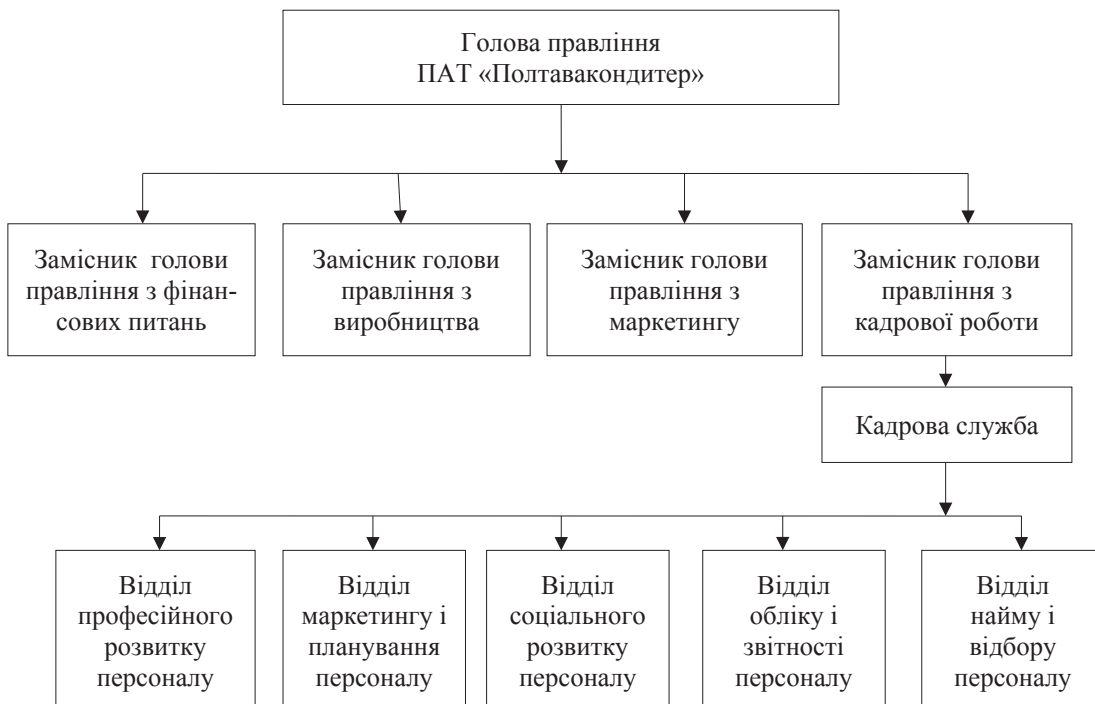 Голова правління
ПАТ «Полтавакондитер»
Замісник голови
правління з фінан-
сових питань
Замісник голови
правління з
виробництва
Замісник голови
правління з
маркетингу
Замісник голови
правління з
кадрової роботи
Кадрова служба
Відділ
професійного
розвитку
персоналу
Відділ
маркетингу і
планування
персоналу
Відділ
соціального
розвитку
персоналу
Відділ
обліку і
звітності
персоналу
Відділ
найму і
відбору
персоналу